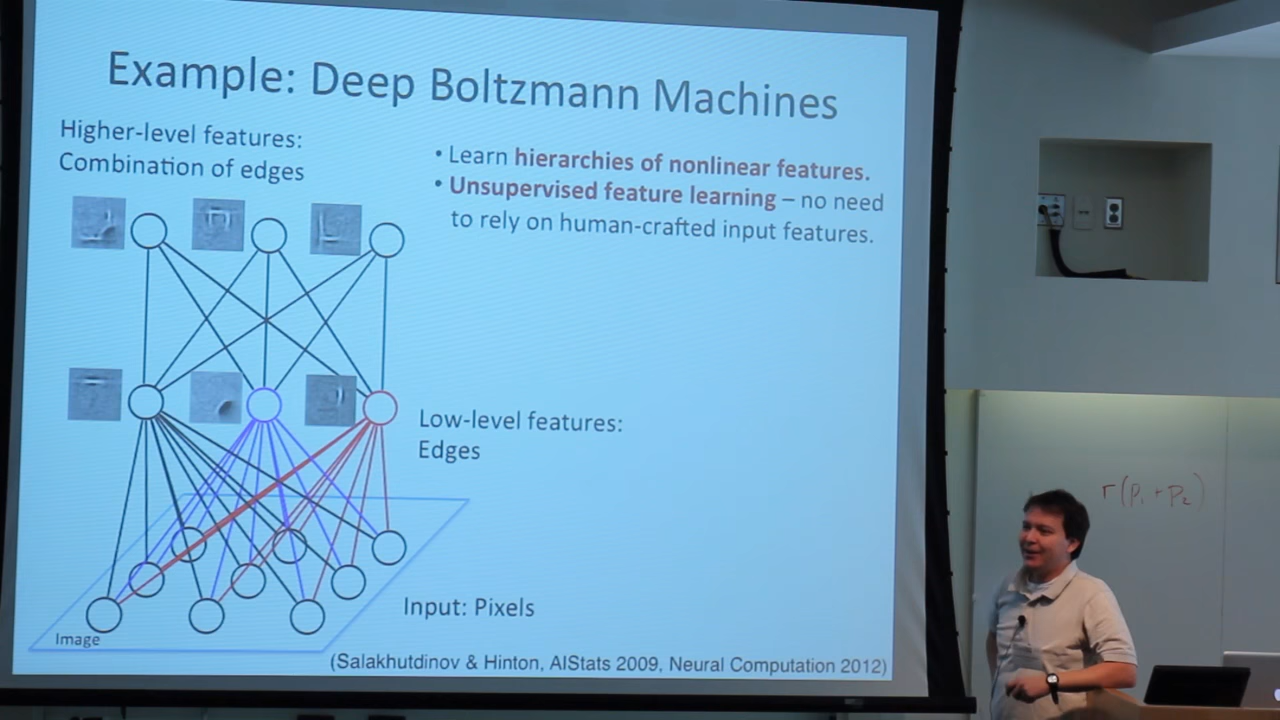 Example: Deep Boltzmann Machines
Higher-level features:
Combination of edges
• Learn hierarchies of nonlinear features.
• Unsupervised feature learning – no need
to rely on human-crafted input features.
Low-level features:
Edges
r(p₁ + p₂)
Input: Pixels
Image
(Salakhutdinov & Hinton, AIStats 2009, Neural Computation 2012)